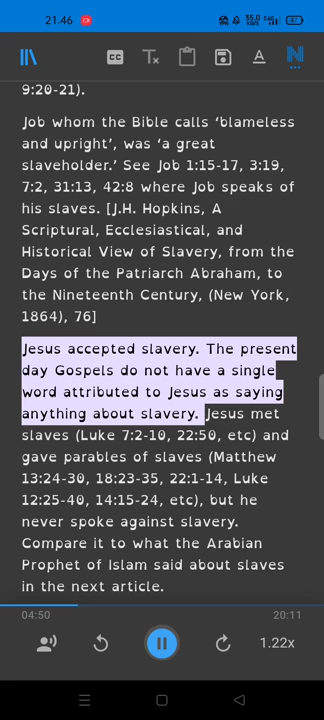 21.46
35.0
47
CC
9:20-21).
Job whom the Bible calls ‘blameless
and upright’, was ‘a great
slaveholder.’ See Job 1:15-17, 3:19,
7:2, 31:13, 42:8 where Job speaks of
his slaves. [J.H. Hopkins, A
Scriptural, Ecclesiastical, and
Historical View of Slavery, from the
Days of the Patriarch Abraham, to
the Nineteenth Century, (New York,
1864), 76]
Jesus accepted slavery. The present
day Gospels do not have a single
word attributed to Jesus as saying
anything about slavery. Jesus met
slaves (Luke 7:2-10, 22:50, etc) and
gave parables of slaves (Matthew
13:24-30, 18:23-35, 22:1-14, Luke
12:25-40, 14:15-24, etc), but he
never spoke against slavery.
Compare it to what the Arabian
Prophet of Islam said about slaves
in the next article.
04:50
20:11
1.22x